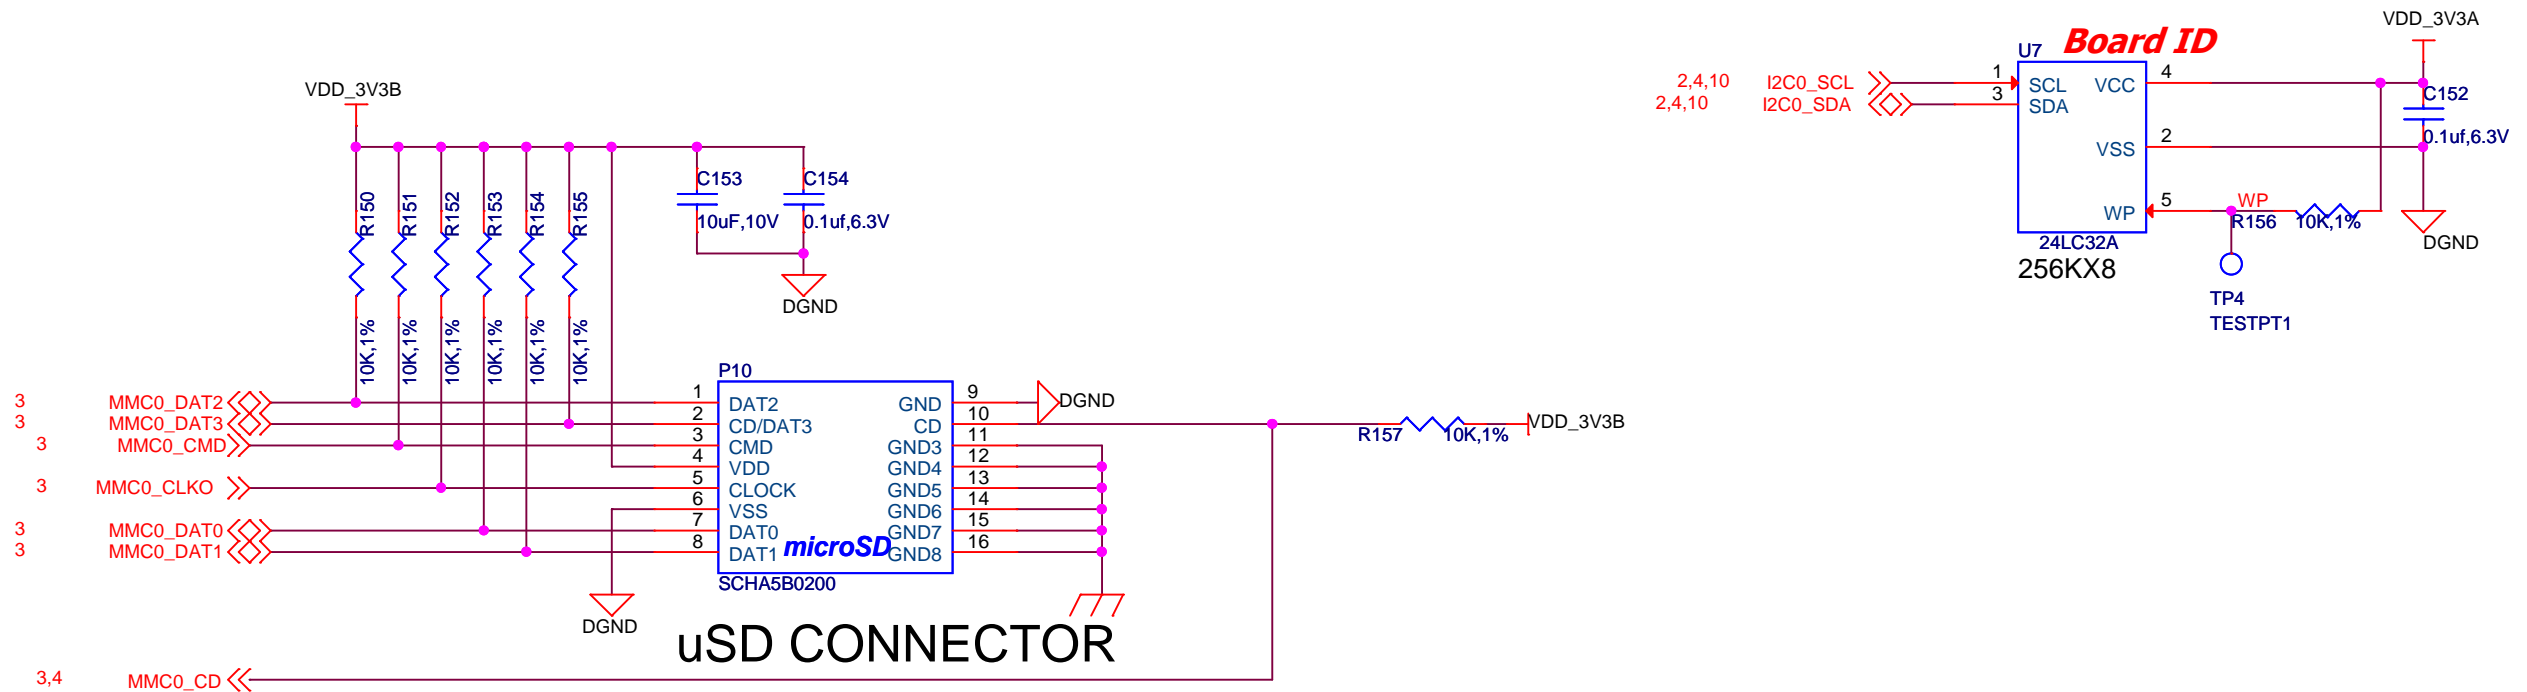 VDD_3V3B
R150
R151
R152
R153
R154
R155
10K,1%
10K,1%
10K,1%
10K,1%
10K,1%
10K,1%
C153
10uF,10V
C154
0.1uf,6.3V
DGND
3 MMC0_DAT2
3 MMC0_DAT3
3 MMC0_CMD
3 MMC0_CLKO
3 MMC0_DAT0
3 MMC0_DAT1
3,4 MMC0_CD
P10
1 DAT2 GND 9
2 CD/DAT3 CD 10
3 CMD GND3 11
4 VDD GND4 12
5 CLOCK GND5 13
6 VSS GND6 14
7 DAT0 GND7 15
8 DAT1 microSD GND8 16
SCHA5B0200
DGND
DGND
uSD CONNECTOR
R157 10K,1%
VDD_3V3B
Board ID
U7
2,4,10 I2C0_SCL
2,4,10 I2C0_SDA
1 SCL VCC 4
3 SDA
VSS 2
WP 5
24LC32A
256KX8
WP
R156 10K,1%
TP4
TESTPT1
VDD_3V3A
C152
0.1uf,6.3V
DGND